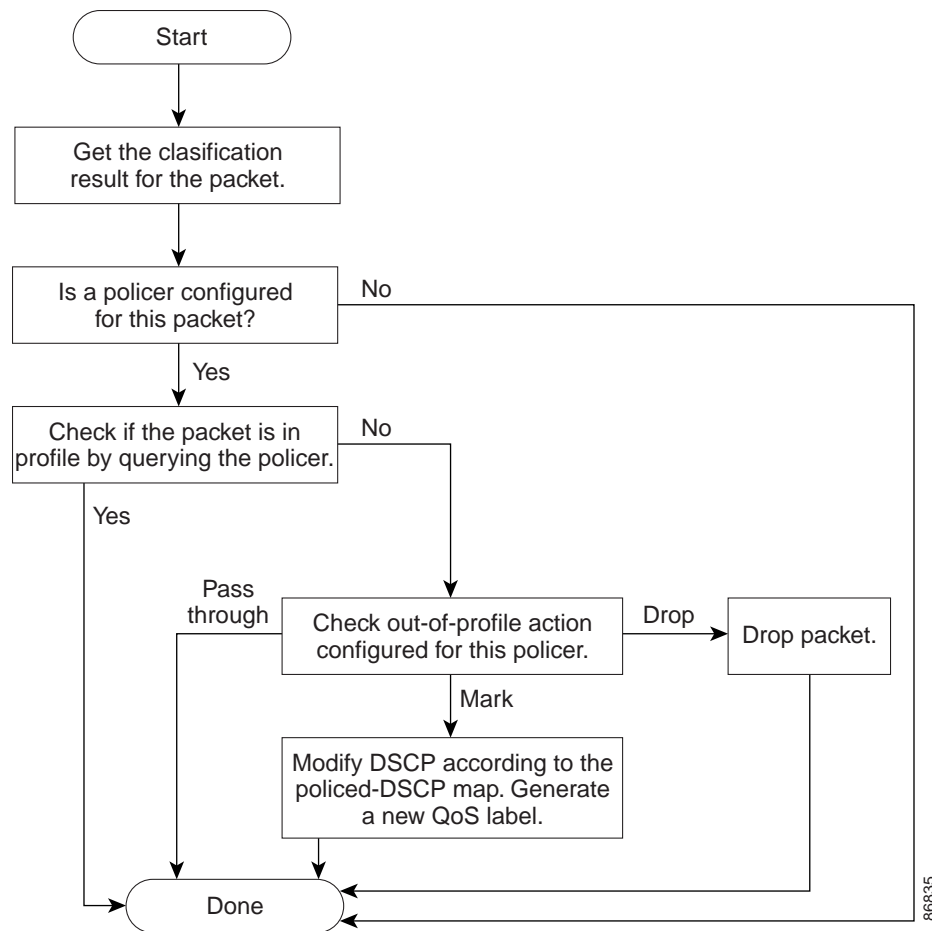 Start
Get the clasification
result for the packet.
Is a policer configured
for this packet?
No
Yes
Check if the packet is in
profile by querying the policer.
No
Yes
Pass
through
Check out-of-profile action
configured for this policer.
Drop
Drop packet.
Mark
Modify DSCP according to the
policed-DSCP map. Generate
a new QoS label.
Done
86835